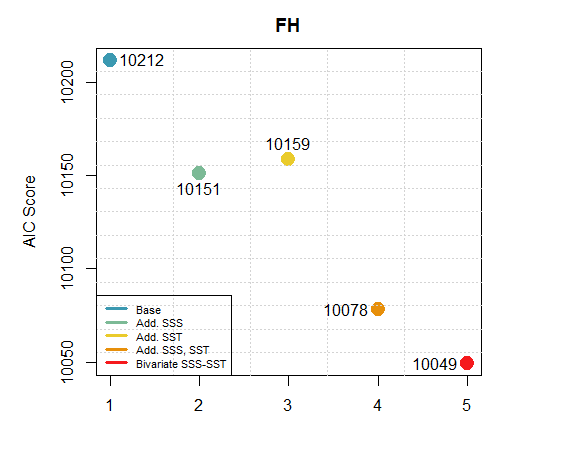 FH
10212
10159
10151
10078
10049
AIC Score
10200
10150
10100
10050
Base
Add. SSS
Add. SST
Add. SSS, SST
Bivariate SSS-SST
1 2 3 4 5